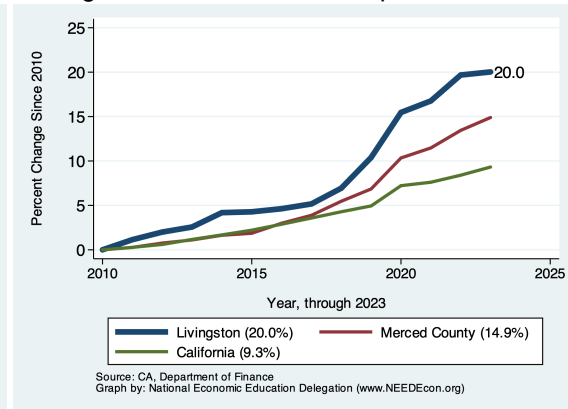 Percent Change Since 2010
25
20
15
10
5
0
20.0
2010
2015
2020
2025
Year, through 2023
Livingston (20.0%)
Merced County (14.9%)
California (9.3%)
Source: CA, Department of Finance
Graph by: National Economic Education Delegation (www.NEEDEcon.org)